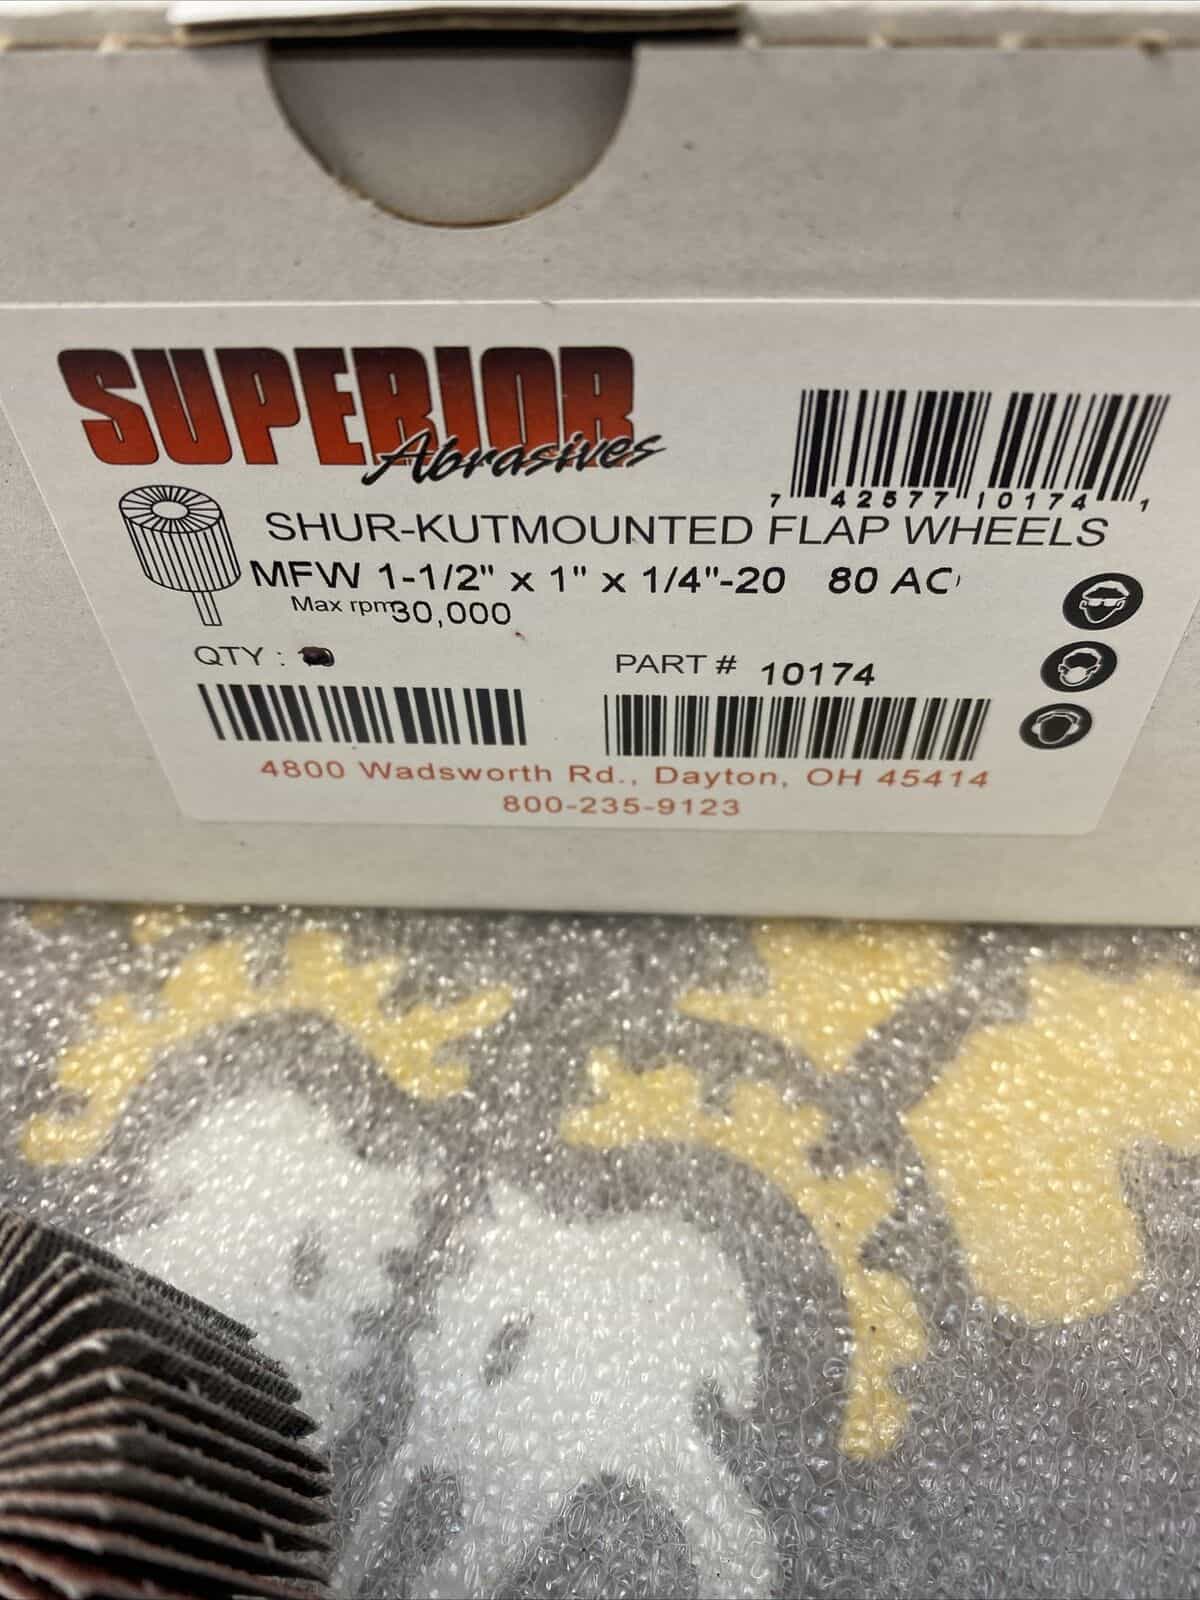 SUPERIOR
Abrasives
7 42577 10174 1
SHUR-KUTMOUNTED FLAP WHEELS
MFW 1-1/2" x 1" x 1/4"-20 80 AO
Max rpm 30,000
QTY :
PART # 10174
4800 Wadsworth Rd., Dayton, OH 45414
800-235-9123